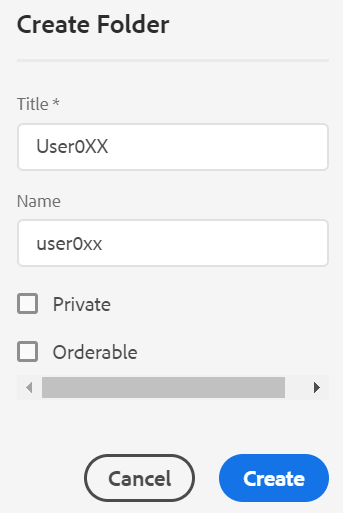 Create Folder
Title *
User0XX
Name
user0xx
Private
Orderable
Cancel Create